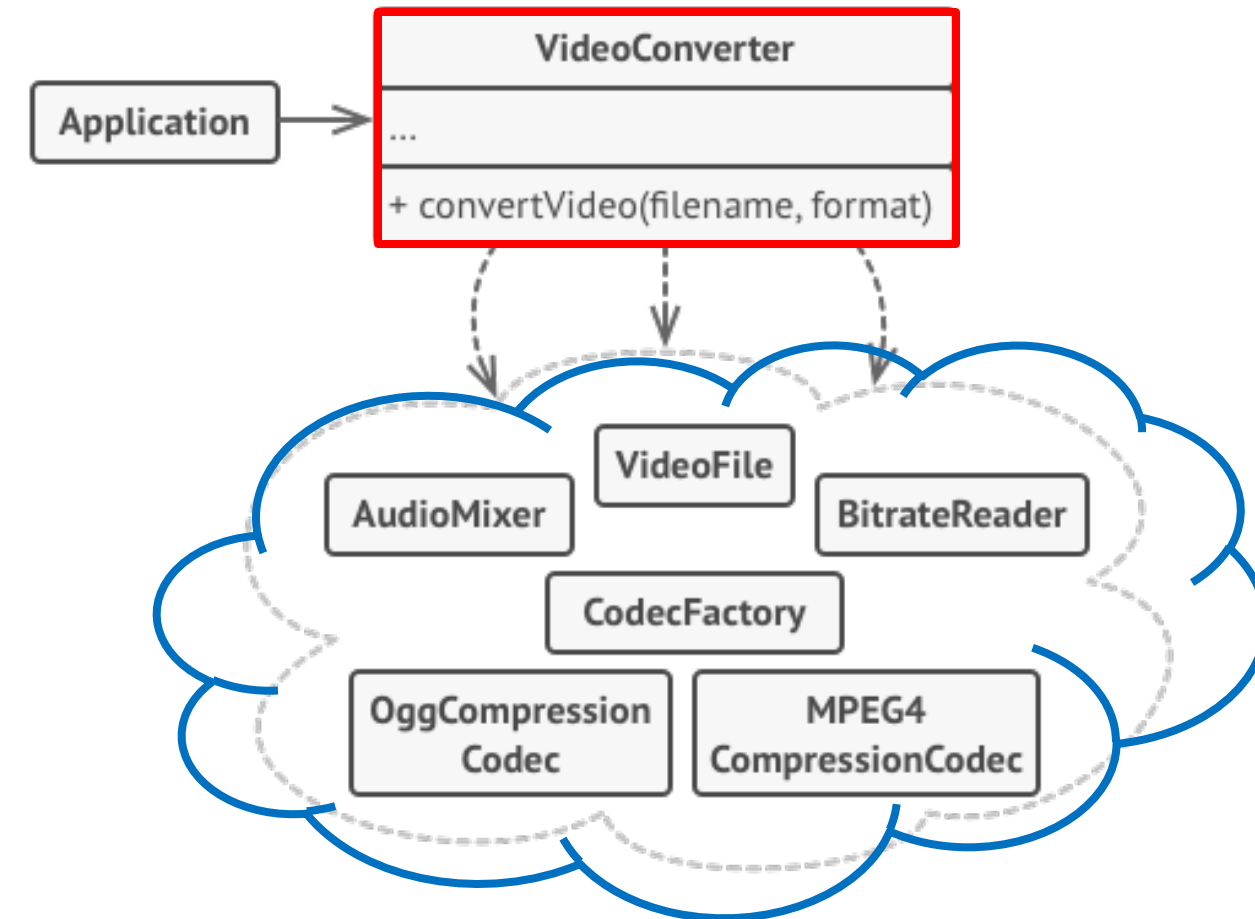 VideoConverter
Application
...
+ convertVideo(filename, format)
VideoFile
AudioMixer
BitrateReader
CodecFactory
OggCompression
Codec
MPEG4
CompressionCodec